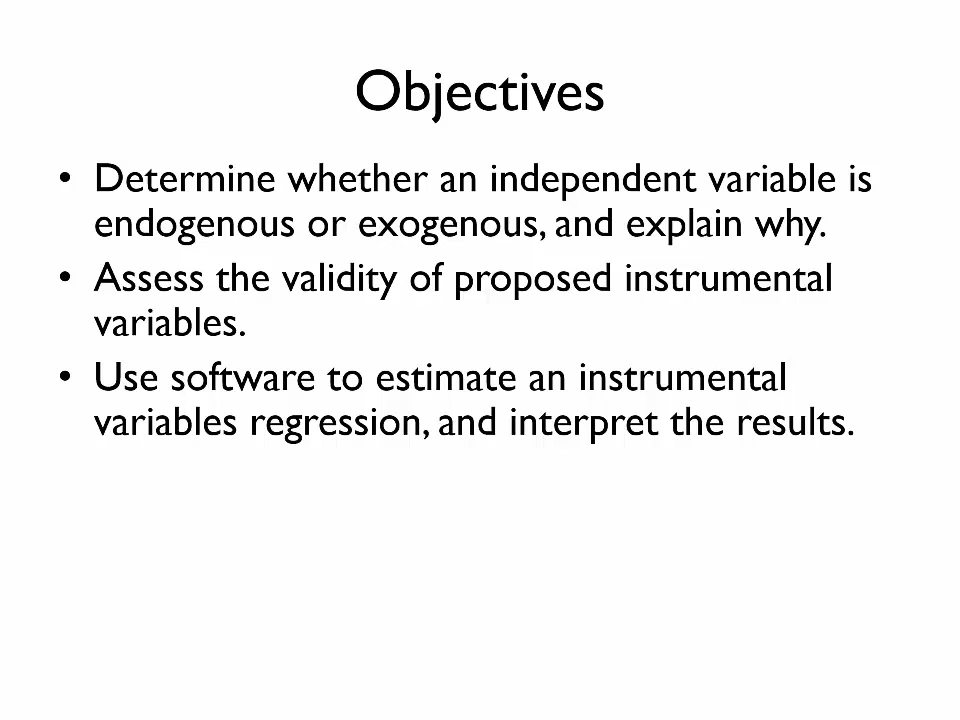 Objectives
• Determine whether an independent variable is
endogenous or exogenous, and explain why.
• Assess the validity of proposed instrumental
variables.
• Use software to estimate an instrumental
variables regression, and interpret the results.